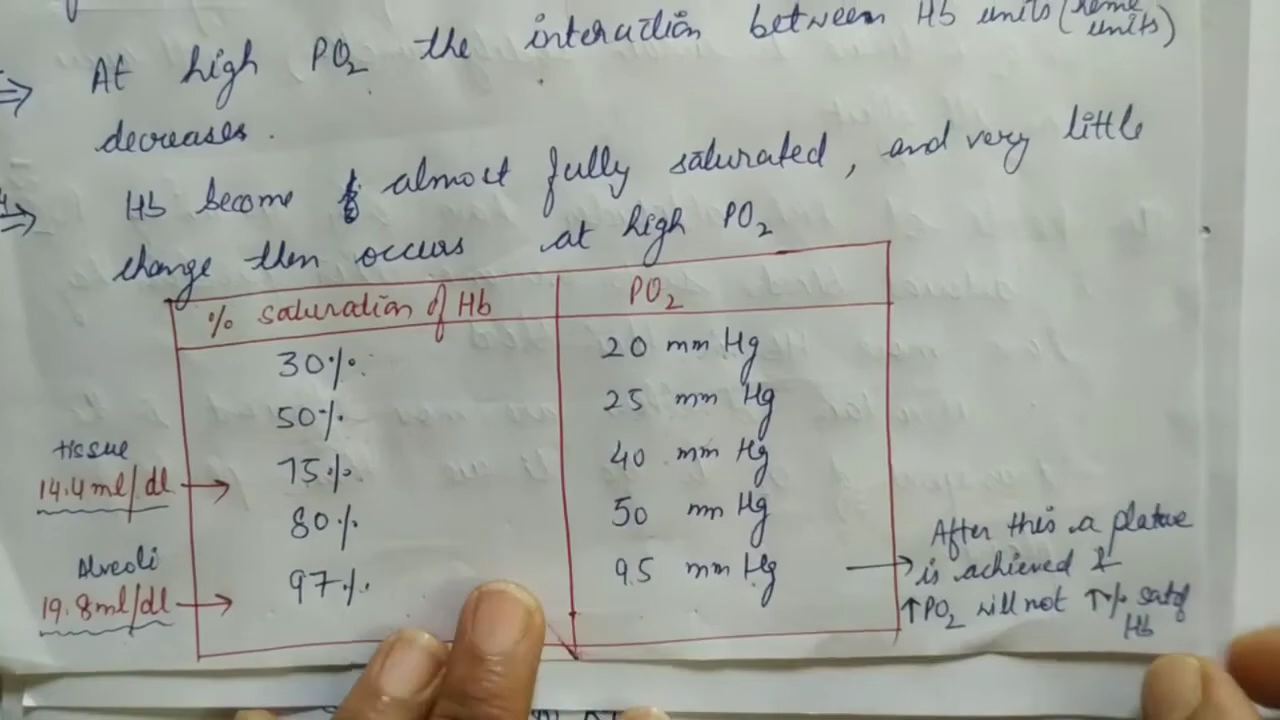 ⇒ At high PO₂ the interaction between Hb units (heme units)
decreases.
⇒ Hb become almost fully saturated, and very little
change then occurs at high PO₂
% saturation of Hb | PO₂
30% | 20 mm Hg
50% | 25 mm Hg
tissue
14.4 ml/dl → 75% | 40 mm Hg
80% | 50 mm Hg
Alveoli
19.8 ml/dl → 97% | 95 mm Hg → After this a platue
is achieved &
↑PO₂ will not ↑% satof
Hb